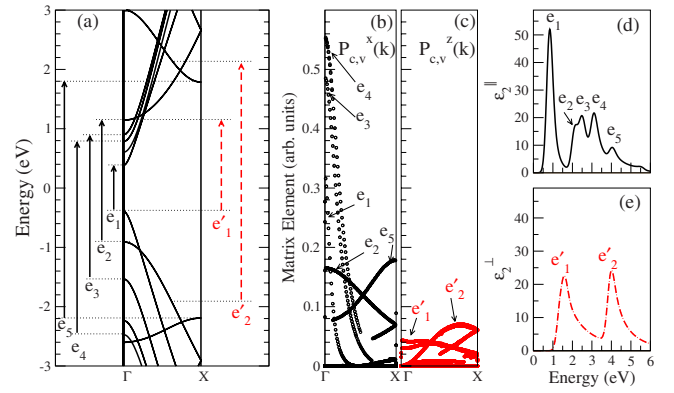 (a)
Energy (eV)
3
2
1
0
-1
-2
-3
e1
e2
e3
e5
e4
e′1
e′2
Γ
X
(b)
P c,v x(k)
Matrix Element (arb. units)
0.5
0.4
0.3
0.2
0.1
0
e4
e3
e1
e2
e5
Γ
X
(c)
P c,v z(k)
e′1
e′2
Γ
X
(d)
ε2 ∥
50
40
30
20
10
0
e1
e2
e3
e4
e5
(e)
ε2 ⊥
40
30
20
10
0
e′1
e′2
0 1 2 3 4 5 6
Energy (eV)